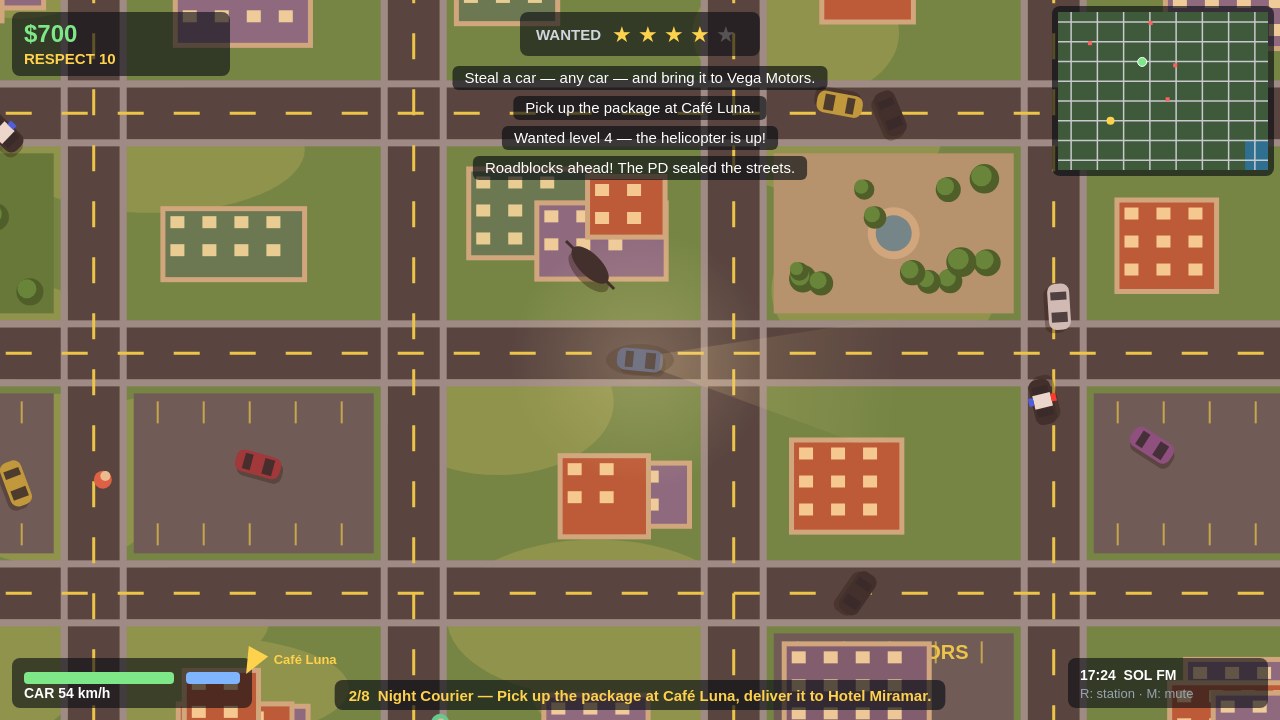 $700
RESPECT 10
WANTED ★ ★ ★ ★ ★
Steal a car — any car — and bring it to Vega Motors.
Pick up the package at Café Luna.
Wanted level 4 — the helicopter is up!
Roadblocks ahead! The PD sealed the streets.
ORS
Café Luna
CAR 54 km/h
2/8 Night Courier — Pick up the package at Café Luna, deliver it to Hotel Miramar.
17:24 SOL FM
R: station · M: mute